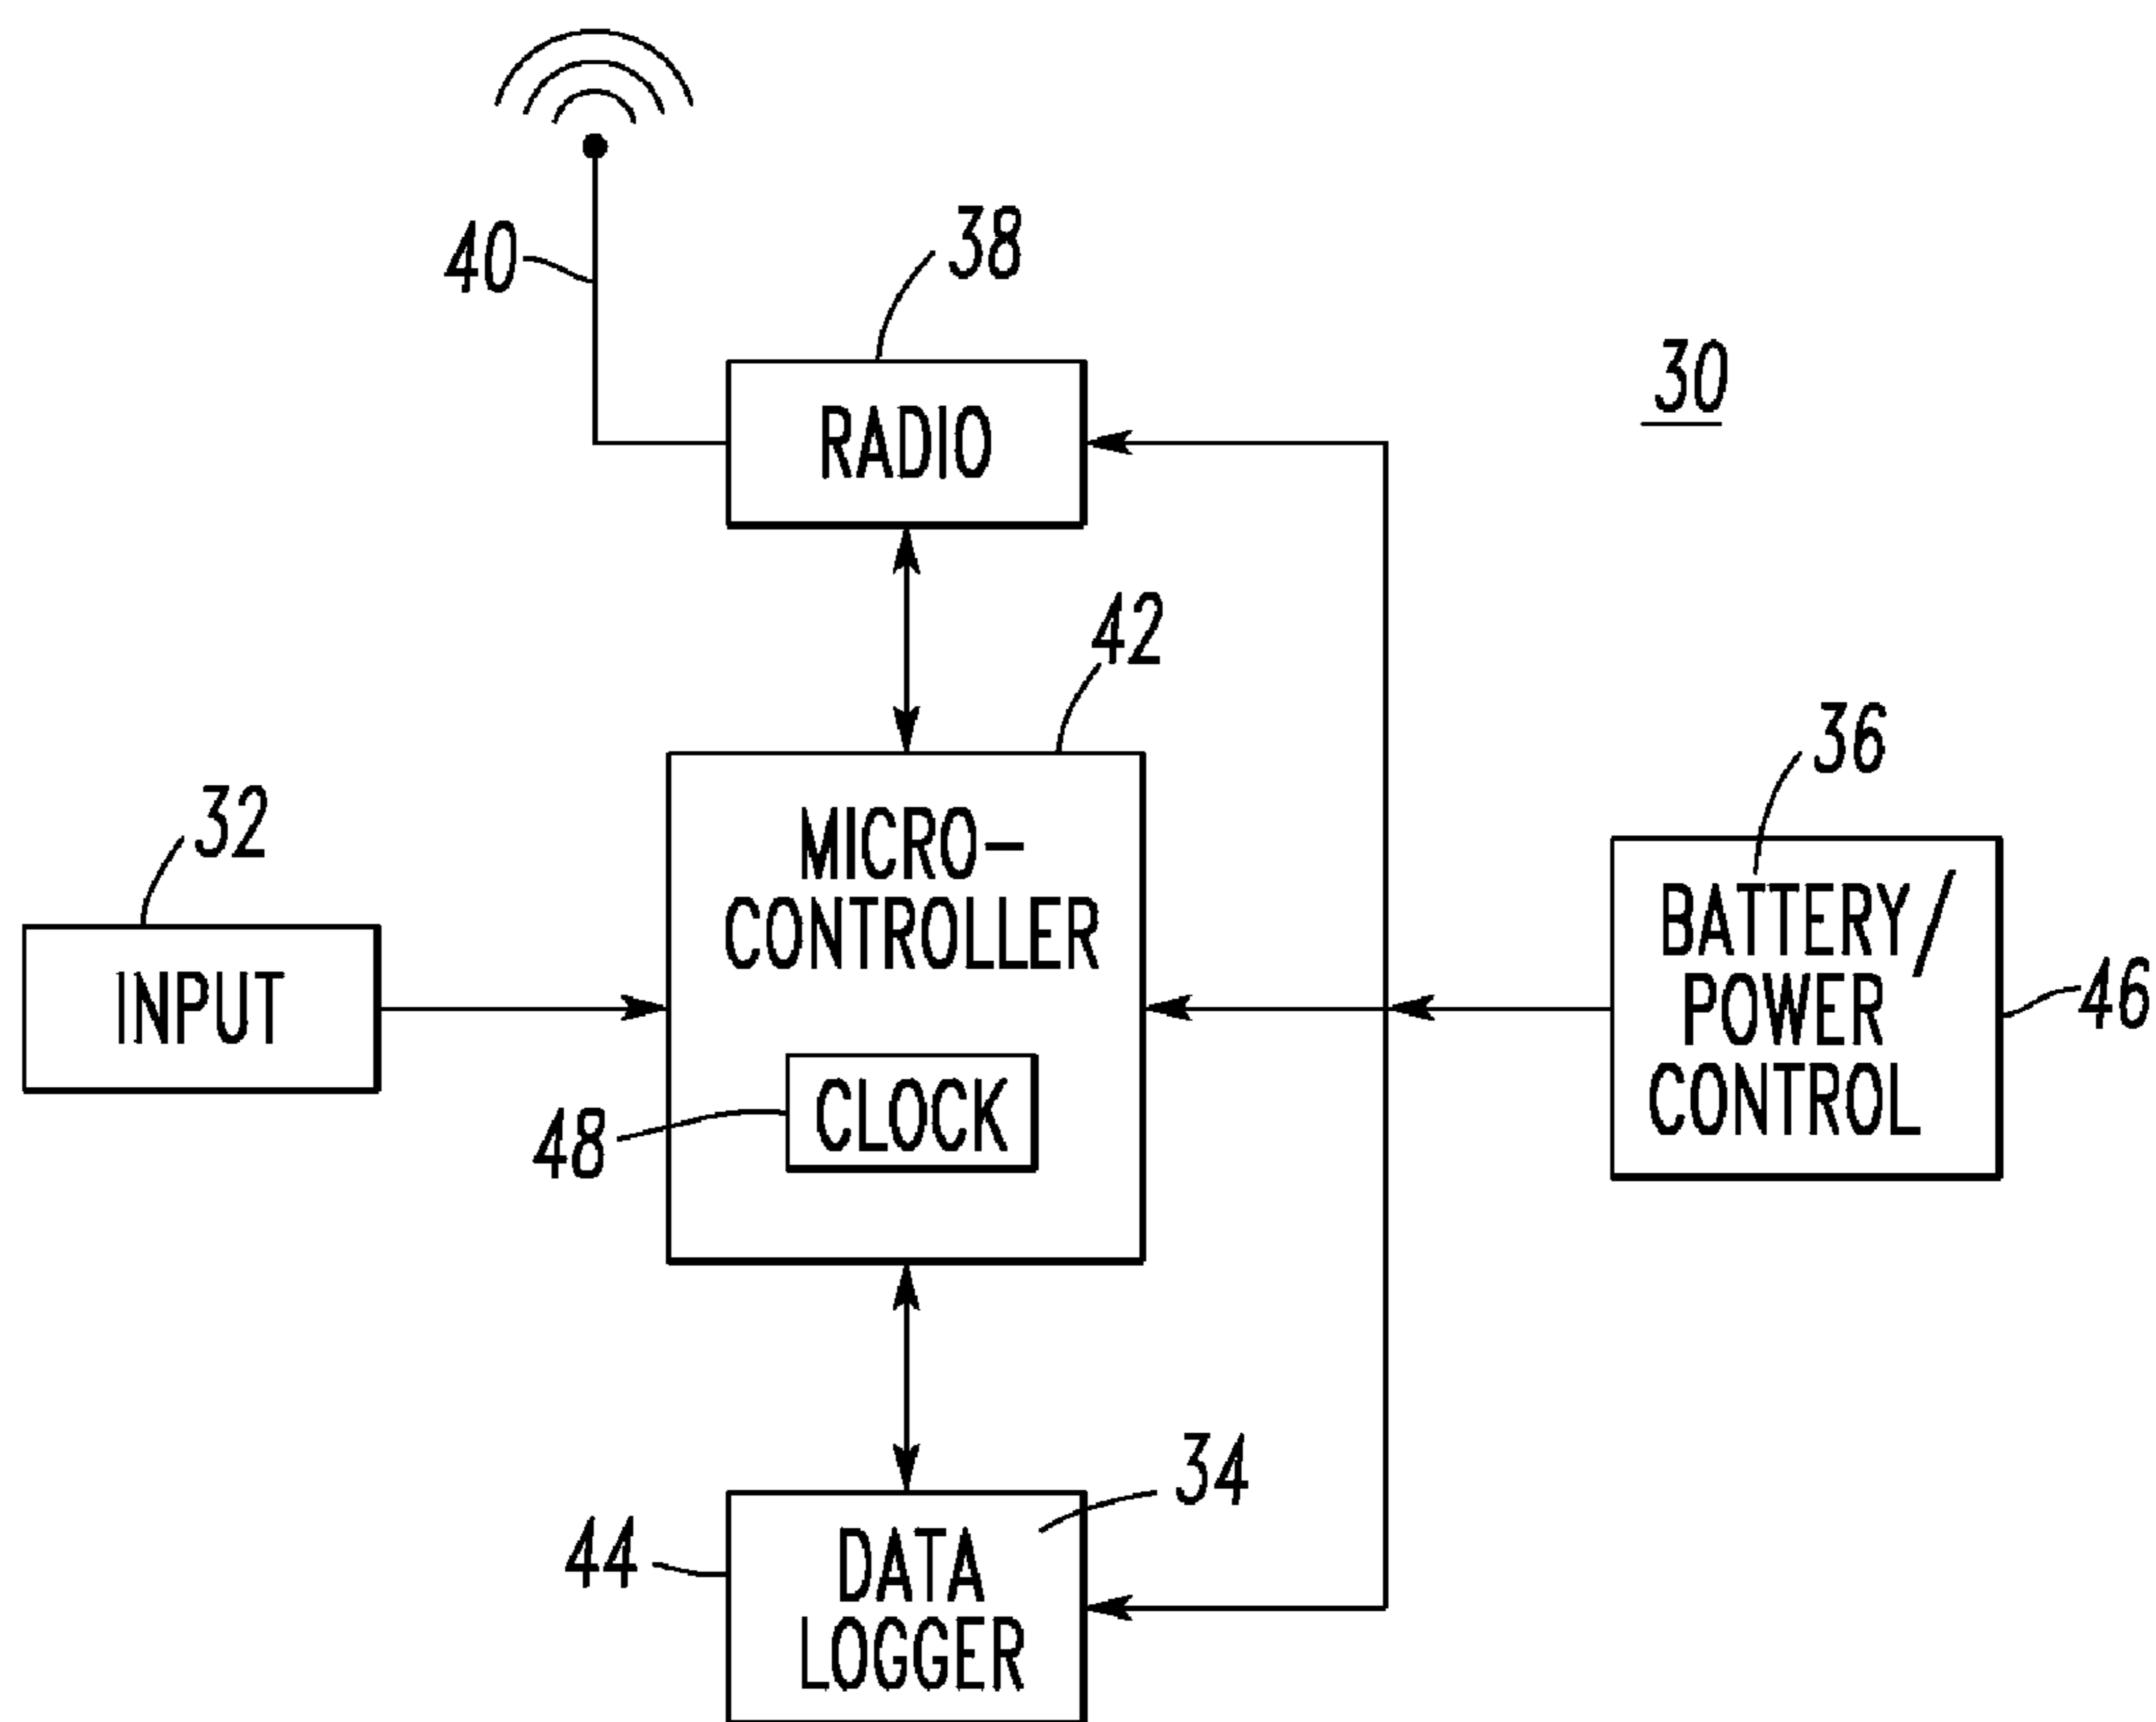 40
38
RADIO
30
42
36
32
MICRO-
CONTROLLER
BATTERY/
POWER
CONTROL
46
INPUT
CLOCK
48
34
44
DATA
LOGGER